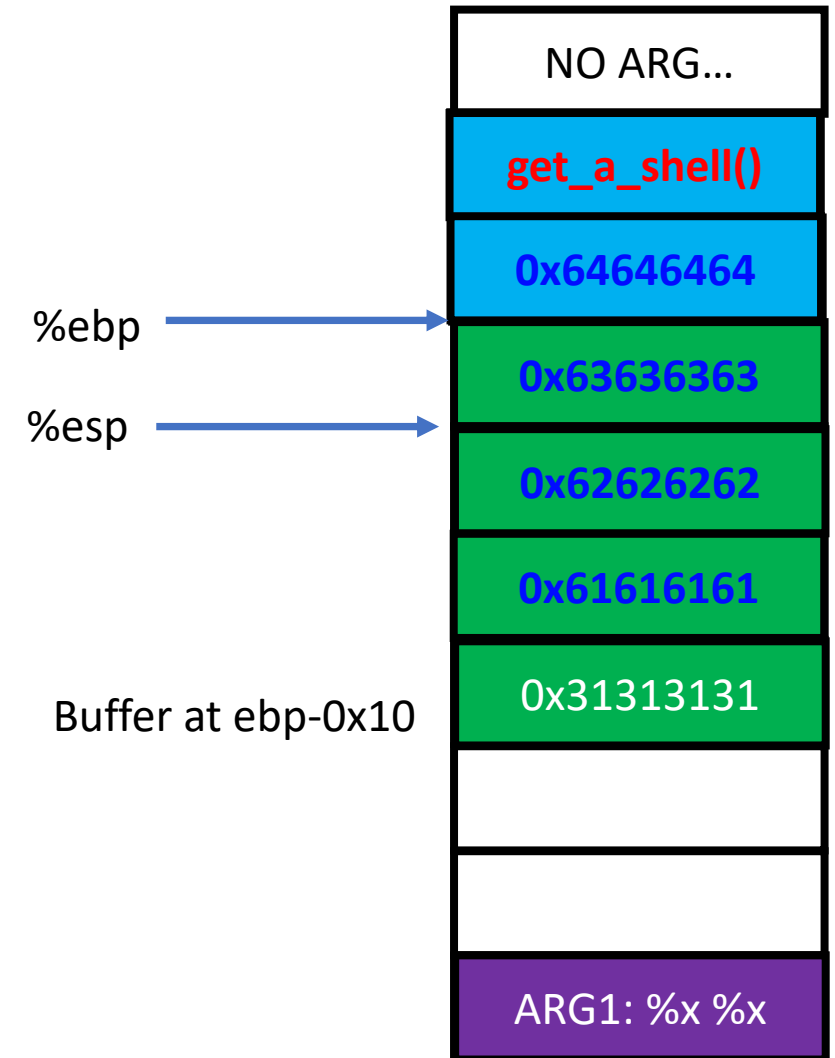 NO ARG...
get_a_shell()
0x64646464
%ebp
0x63636363
%esp
0x62626262
0x61616161
Buffer at ebp-0x10
0x31313131
ARG1: %x %x